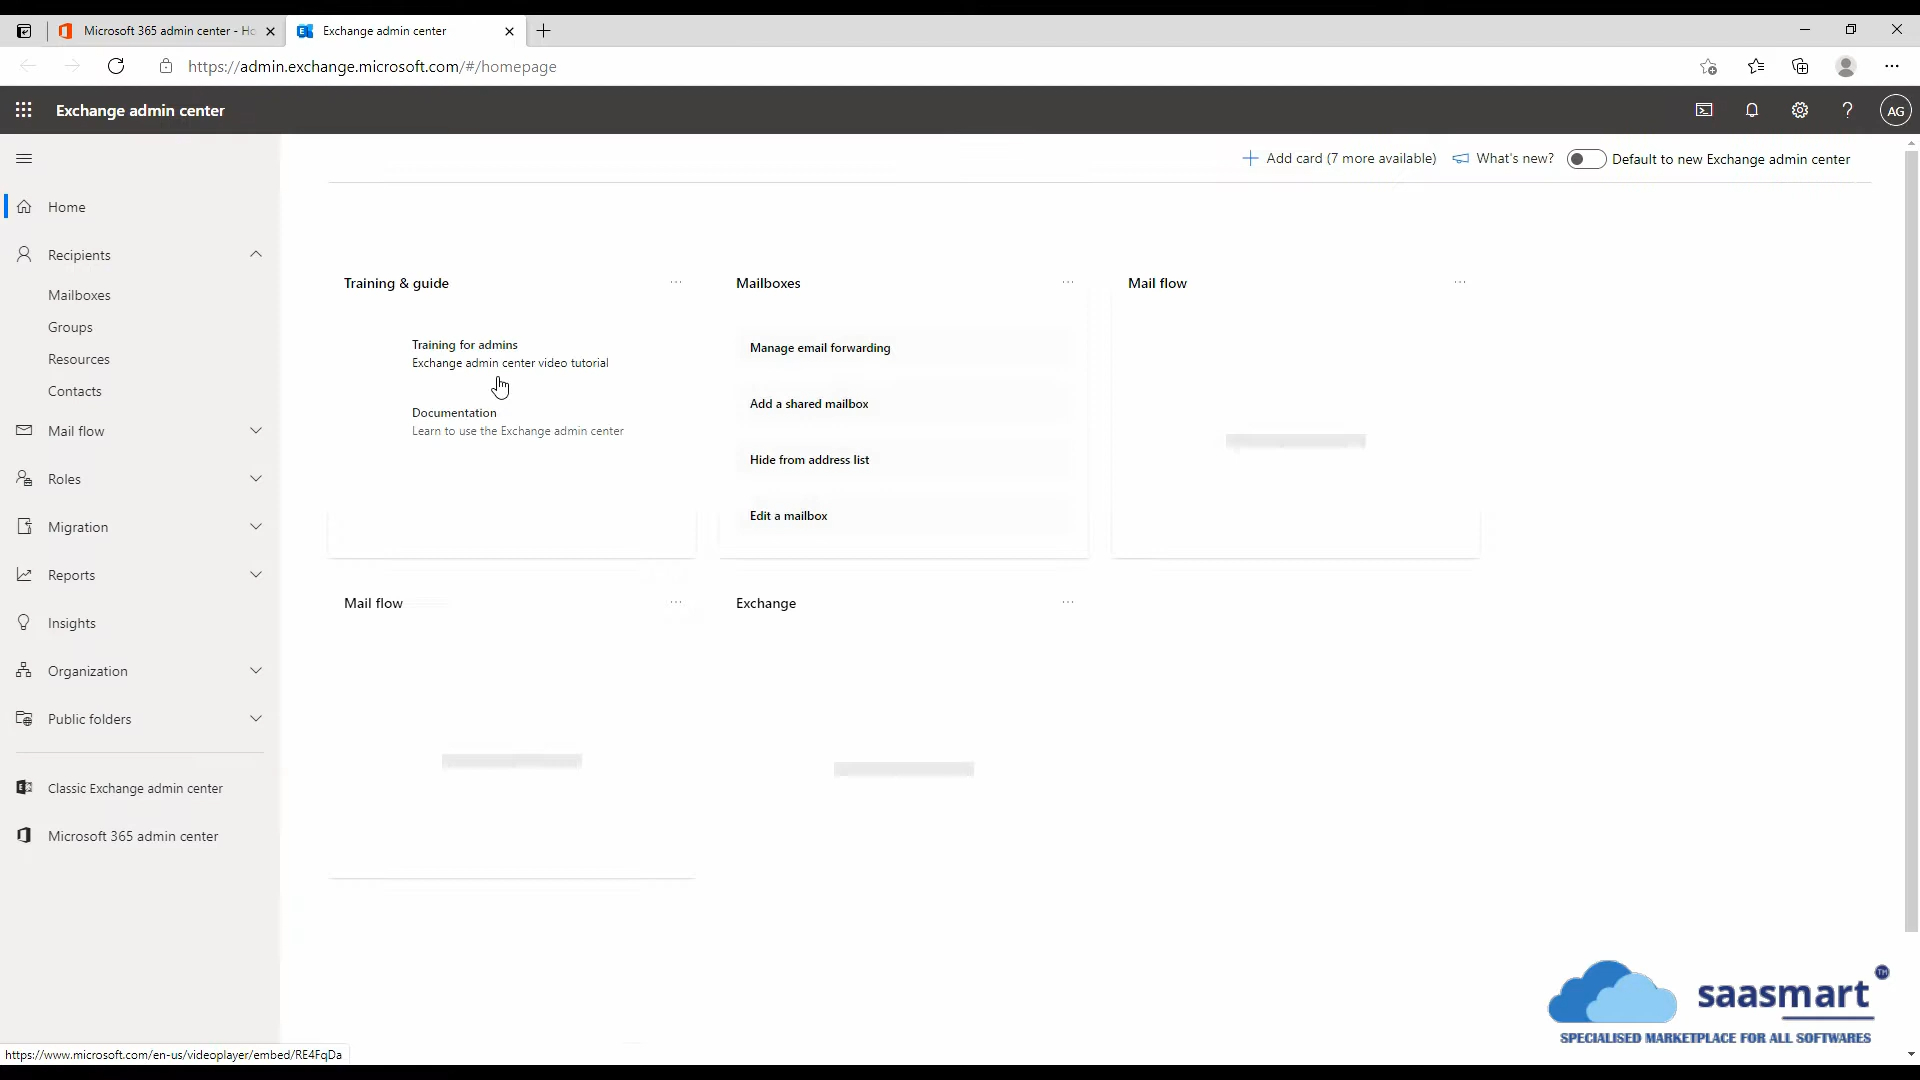 Microsoft 365 admin center - Ho
Exchange admin center
https://admin.exchange.microsoft.com/#/homepage
Exchange admin center
AG
Add card (7 more available)
What's new?
Default to new Exchange admin center
Home
Recipients
Mailboxes
Groups
Resources
Contacts
Mail flow
Roles
Migration
Reports
Insights
Organization
Public folders
Classic Exchange admin center
Microsoft 365 admin center
Training & guide
Training for admins
Exchange admin center video tutorial
Documentation
Learn to use the Exchange admin center
Mailboxes
Manage email forwarding
Add a shared mailbox
Hide from address list
Edit a mailbox
Mail flow
Mail flow
Exchange
https://www.microsoft.com/en-us/videoplayer/embed/RE4FqDa
saasmart TM
SPECIALISED MARKETPLACE FOR ALL SOFTWARES